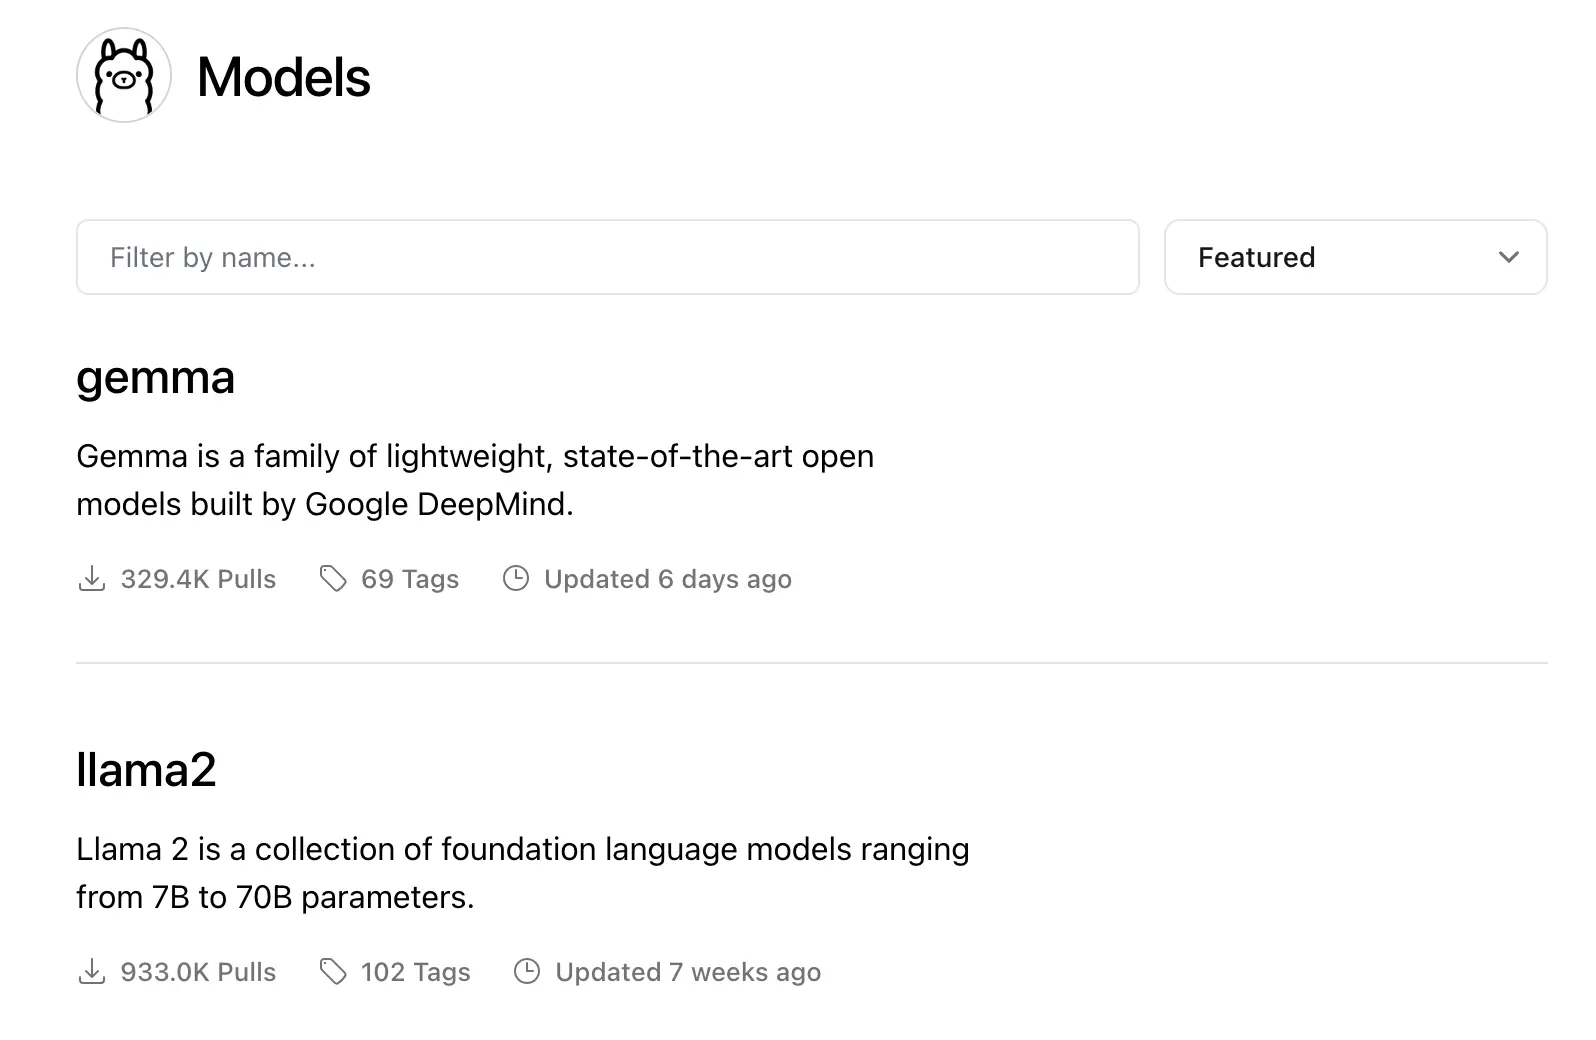 Models
Filter by name...
Featured
gemma
Gemma is a family of lightweight, state-of-the-art open
models built by Google DeepMind.
329.4K Pulls 69 Tags Updated 6 days ago
llama2
Llama 2 is a collection of foundation language models ranging
from 7B to 70B parameters.
933.0K Pulls 102 Tags Updated 7 weeks ago